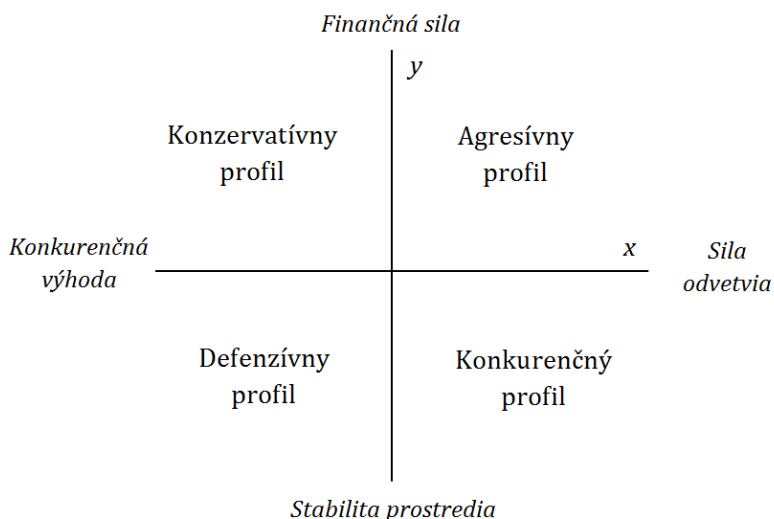 Finančná sila
y
Konzervatívny
profil
Agresívny
profil
Konkurenčná
výhoda
x
Sila
odvetvia
Defenzívny
profil
Konkurenčný
profil
Stabilita prostredia